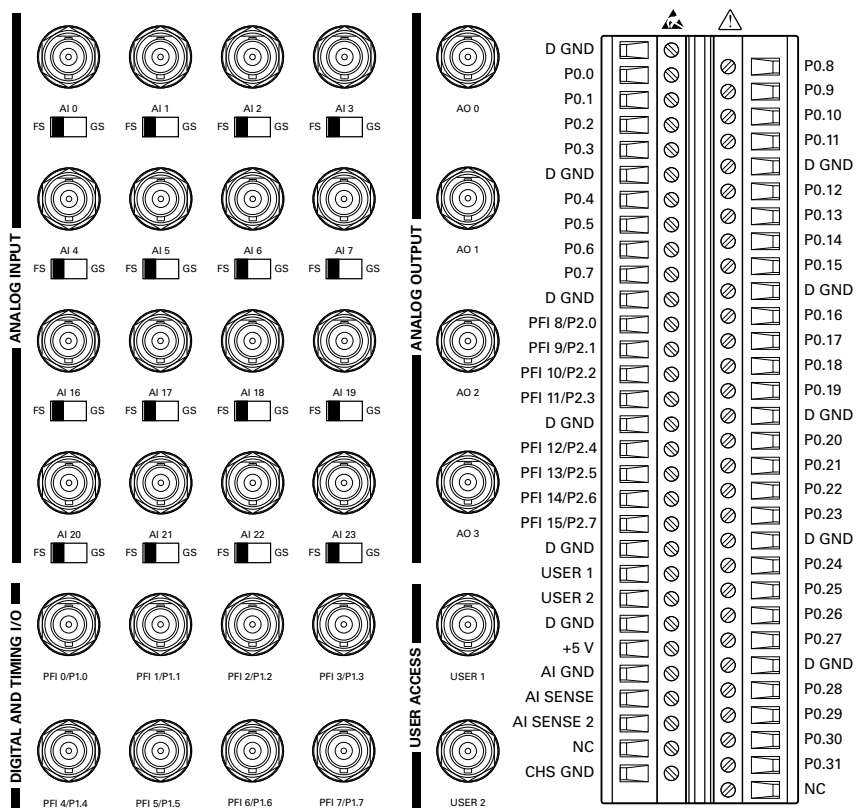 ANALOG INPUT
AI 0 AI 1 AI 2 AI 3
FS GS FS GS FS GS FS GS
AI 4 AI 5 AI 6 AI 7
FS GS FS GS FS GS FS GS
AI 16 AI 17 AI 18 AI 19
FS GS FS GS FS GS FS GS
AI 20 AI 21 AI 22 AI 23
FS GS FS GS FS GS FS GS
DIGITAL AND TIMING I/O
PFI 0/P1.0 PFI 1/P1.1 PFI 2/P1.2 PFI 3/P1.3
PFI 4/P1.4 PFI 5/P1.5 PFI 6/P1.6 PFI 7/P1.7
ANALOG OUTPUT
AO 0
AO 1
AO 2
AO 3
USER ACCESS
USER 1
USER 2
D GND
P0.0
P0.1
P0.2
P0.3
D GND
P0.4
P0.5
P0.6
P0.7
D GND
PFI 8/P2.0
PFI 9/P2.1
PFI 10/P2.2
PFI 11/P2.3
D GND
PFI 12/P2.4
PFI 13/P2.5
PFI 14/P2.6
PFI 15/P2.7
D GND
USER 1
USER 2
D GND
+5 V
AI GND
AI SENSE
AI SENSE 2
NC
CHS GND
P0.8
P0.9
P0.10
P0.11
D GND
P0.12
P0.13
P0.14
P0.15
D GND
P0.16
P0.17
P0.18
P0.19
D GND
P0.20
P0.21
P0.22
P0.23
D GND
P0.24
P0.25
P0.26
P0.27
D GND
P0.28
P0.29
P0.30
P0.31
NC